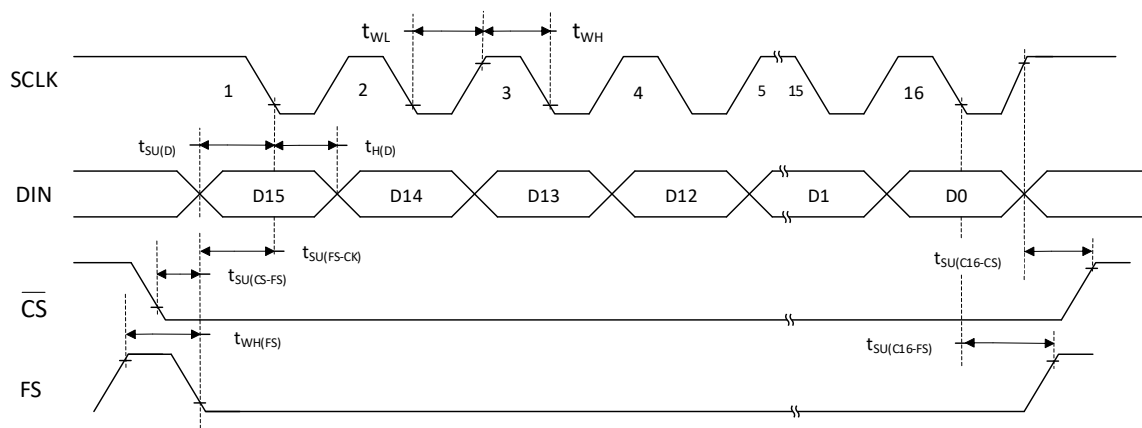 tWL tWH
SCLK 1 2 3 4 5 15 16
tSU(D) tH(D)
DIN D15 D14 D13 D12 D1 D0
tSU(FS-CK)
tSU(CS-FS) tSU(C16-CS)
CS
tWH(FS)
tSU(C16-FS)
FS